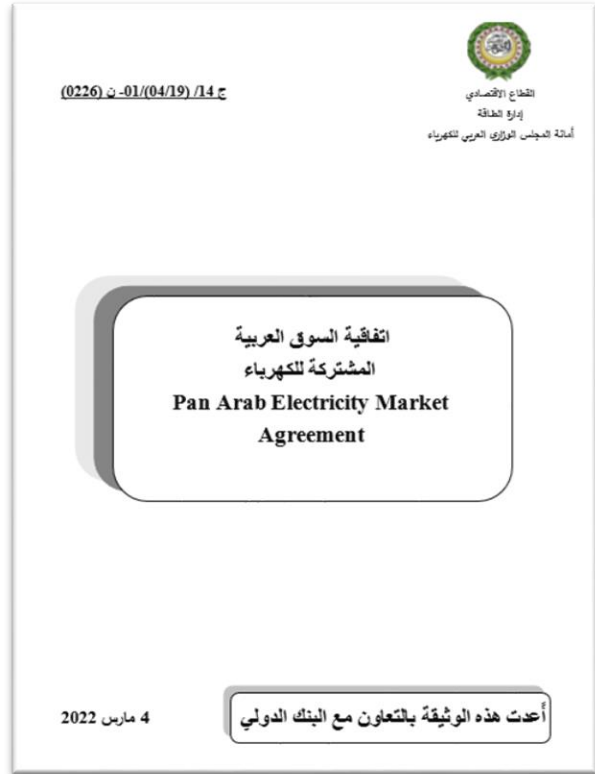 القطاع الاقتصادي
إدارة الطاقة
أمانة المجلس الوزاري العربي للكهرباء
ج 14/ (04/19)/01- ن (0226)
اتفاقية السوق العربية
المشتركة للكهرباء
Pan Arab Electricity Market
Agreement
أعدت هذه الوثيقة بالتعاون مع البنك الدولي
4 مارس 2022